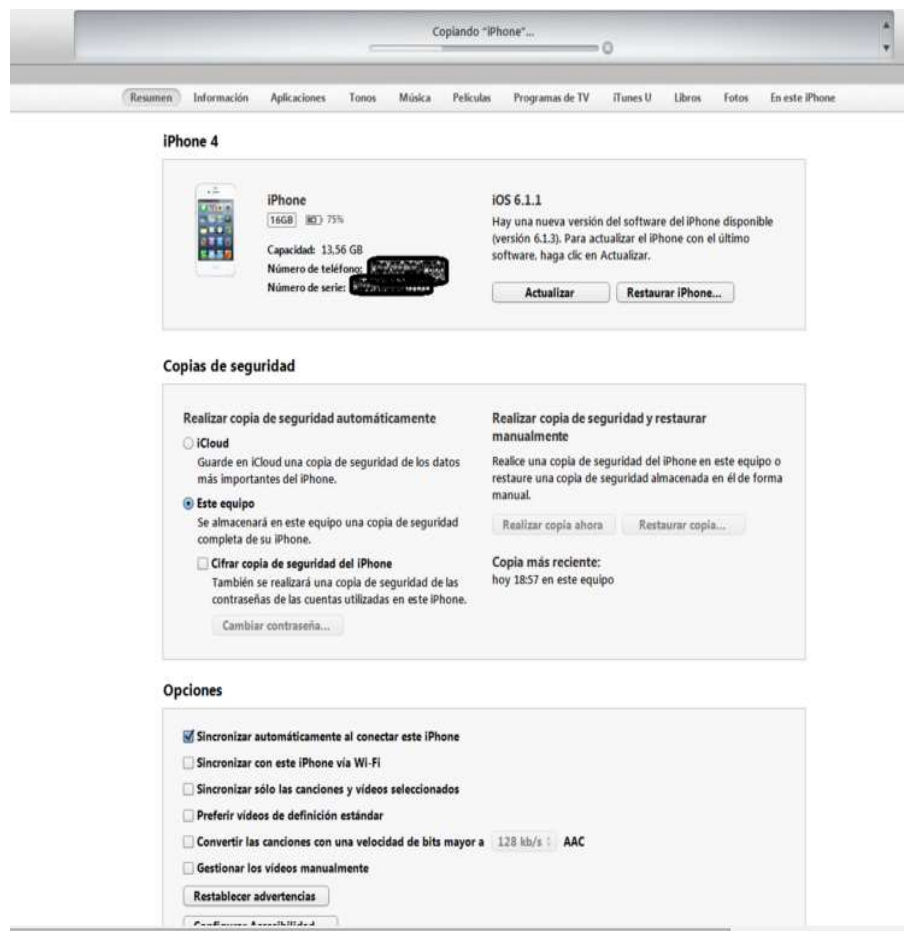 Copiando "iPhone"...
Resumen Información Aplicaciones Tonos Música Películas Programas de TV iTunes U Libros Fotos En este iPhone
iPhone 4
iPhone
16GB 75%
Capacidad: 13,56 GB
Número de teléfono:
Número de serie:
iOS 6.1.1
Hay una nueva versión del software del iPhone disponible
(versión 6.1.3). Para actualizar el iPhone con el último
software, haga clic en Actualizar.
Actualizar Restaurar iPhone...
Copias de seguridad
Realizar copia de seguridad automáticamente
iCloud
Guarde en iCloud una copia de seguridad de los datos
más importantes del iPhone.
Este equipo
Se almacenará en este equipo una copia de seguridad
completa de su iPhone.
Cifrar copia de seguridad del iPhone
También se realizará una copia de seguridad de las
contraseñas de las cuentas utilizadas en este iPhone.
Cambiar contraseña...
Realizar copia de seguridad y restaurar
manualmente
Realice una copia de seguridad del iPhone en este equipo o
restaure una copia de seguridad almacenada en él de forma
manual.
Realizar copia ahora Restaurar copia...
Copia más reciente:
hoy 18:57 en este equipo
Opciones
Sincronizar automáticamente al conectar este iPhone
Sincronizar con este iPhone vía Wi-Fi
Sincronizar sólo las canciones y vídeos seleccionados
Preferir vídeos de definición estándar
Convertir las canciones con una velocidad de bits mayor a 128 kb/s AAC
Gestionar los vídeos manualmente
Restablecer advertencias
Configurar Accesibilidad...